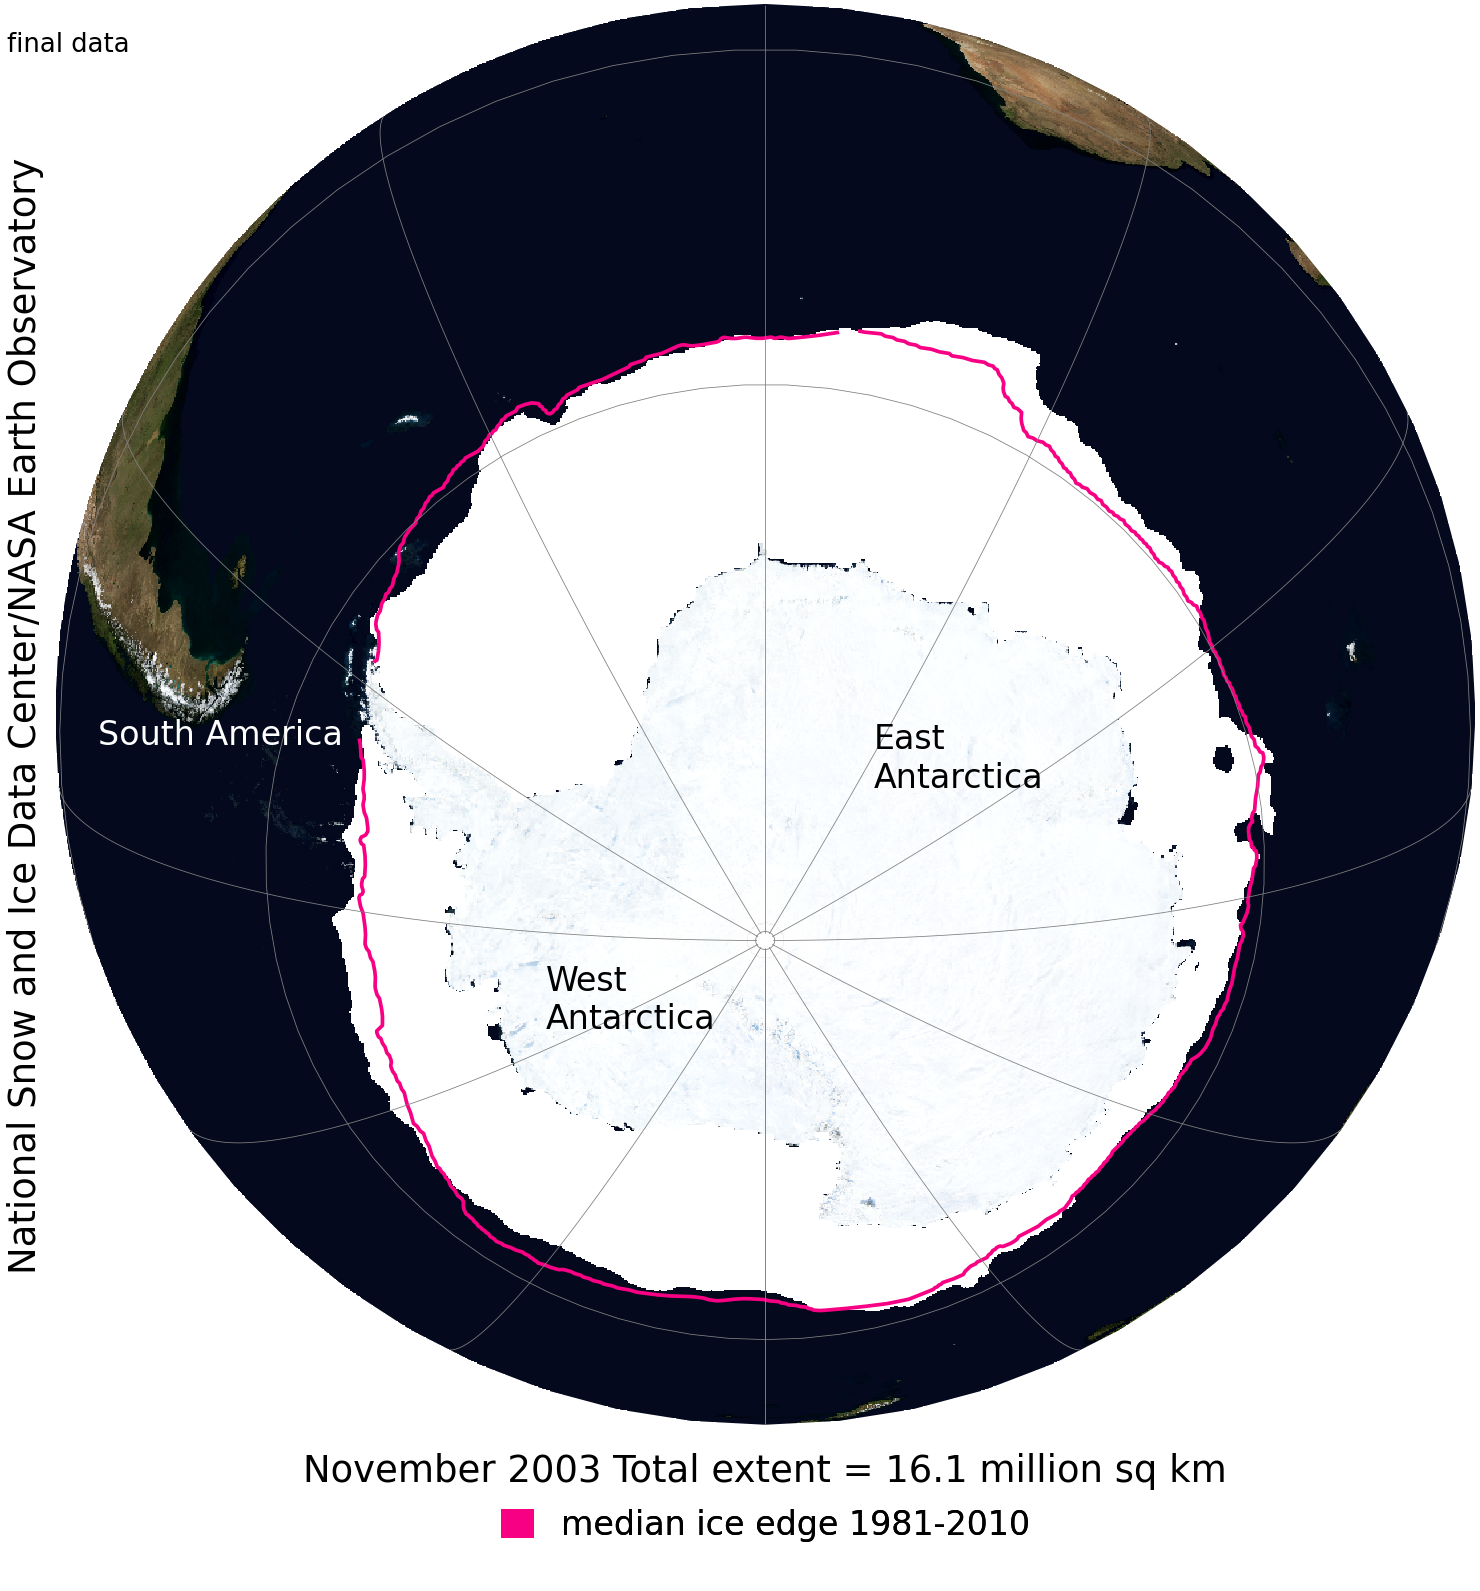 final data
National Snow and Ice Data Center/NASA Earth Observatory
South America
East
Antarctica
West
Antarctica
November 2003 Total extent = 16.1 million sq km
median ice edge 1981-2010